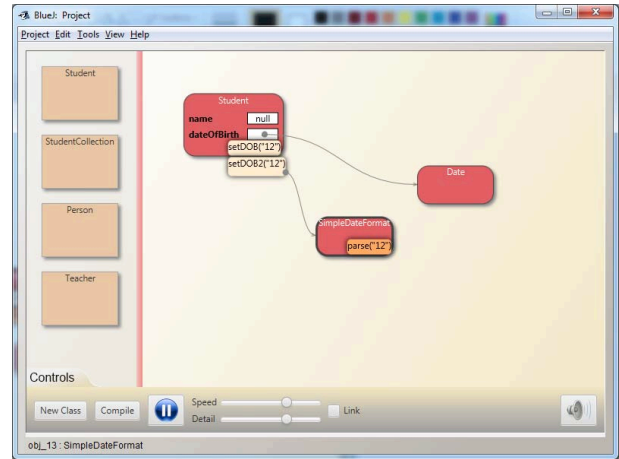 BlueJ: Project
Project Edit Tools View Help
Student
StudentCollection
Person
Teacher
Student
name null
dateOfBirth
setDOB("12")
setDOB2("12")
Date
SimpleDateFormat
parse("12")
Controls
New Class Compile Speed Link
Detail
obj_13 : SimpleDateFormat